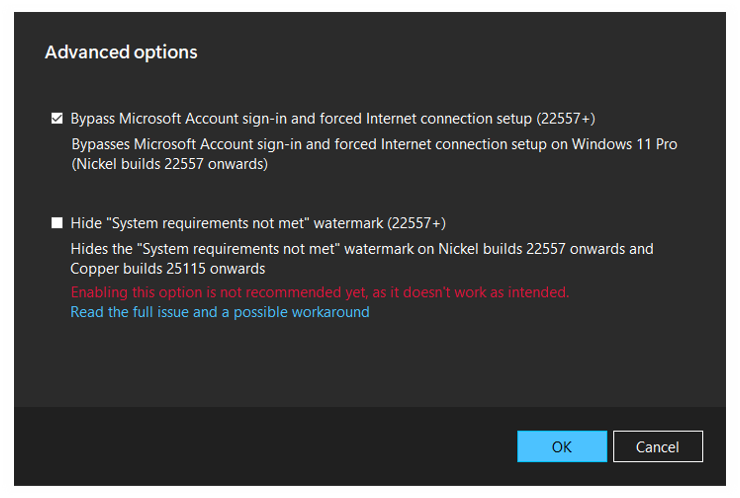 Advanced options
Bypass Microsoft Account sign-in and forced Internet connection setup (22557+)
Bypasses Microsoft Account sign-in and forced Internet connection setup on Windows 11 Pro
(Nickel builds 22557 onwards)
Hide "System requirements not met" watermark (22557+)
Hides the "System requirements not met" watermark on Nickel builds 22557 onwards and
Copper builds 25115 onwards
Enabling this option is not recommended yet, as it doesn't work as intended.
Read the full issue and a possible workaround
OK
Cancel